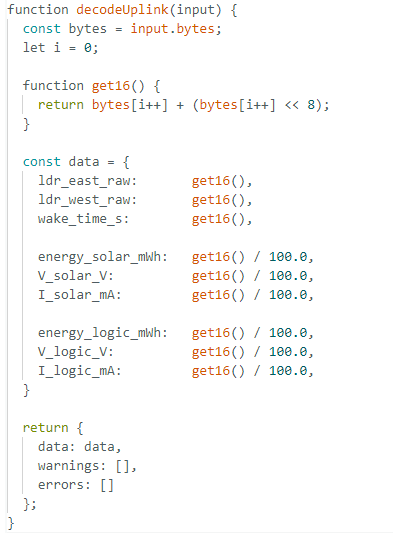 function decodeUplink(input) {
  const bytes = input.bytes;
  let i = 0;

  function get16() {
    return bytes[i++] + (bytes[i++] << 8);
  }

  const data = {
    ldr_east_raw:       get16(),
    ldr_west_raw:       get16(),
    wake_time_s:        get16(),

    energy_solar_mWh:   get16() / 100.0,
    V_solar_V:          get16() / 100.0,
    I_solar_mA:         get16() / 100.0,

    energy_logic_mWh:   get16() / 100.0,
    V_logic_V:          get16() / 100.0,
    I_logic_mA:         get16() / 100.0,
  }

  return {
    data: data,
    warnings: [],
    errors: []
  };
}